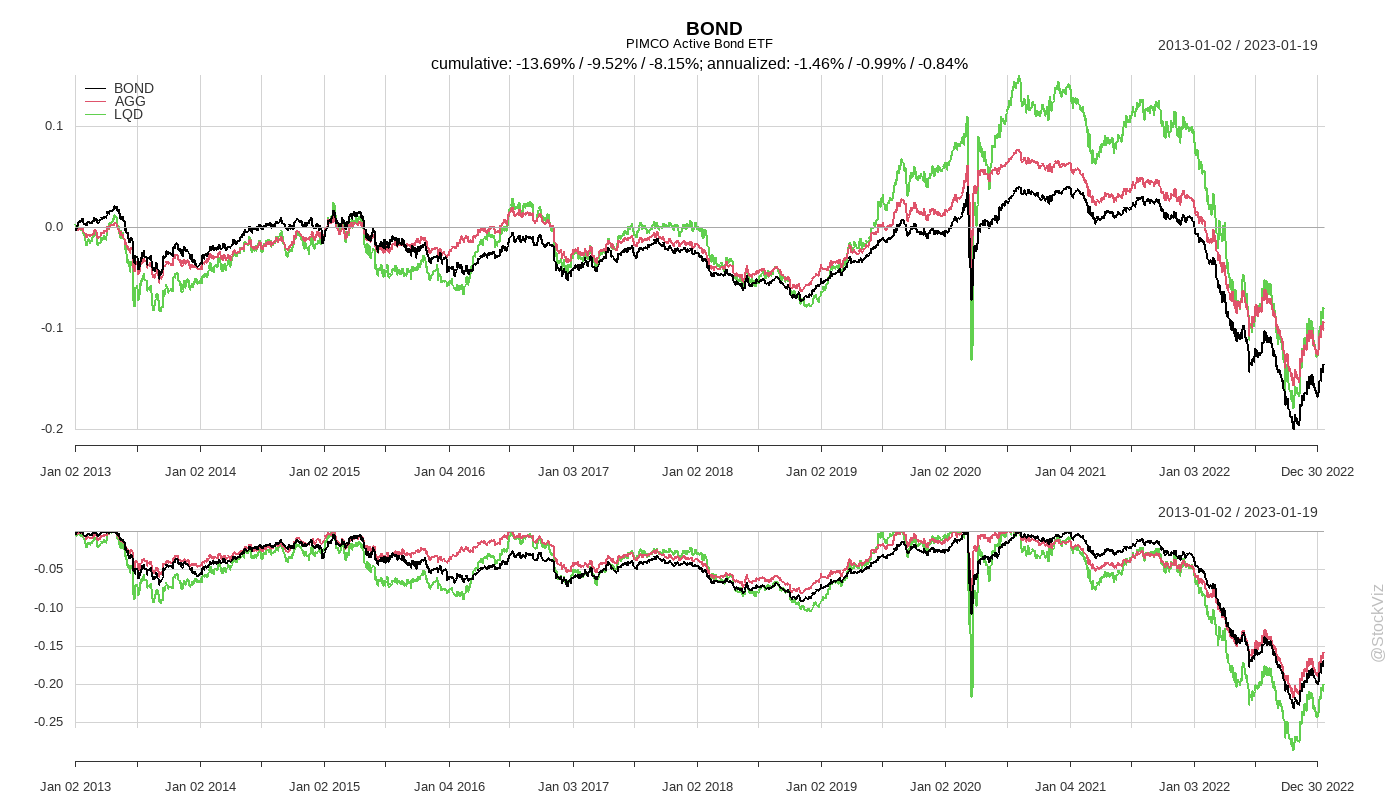 BOND
PIMCO Active Bond ETF
2013-01-02 / 2023-01-19
cumulative: -13.69% / -9.52% / -8.15%; annualized: -1.46% / -0.99% / -0.84%
BOND
AGG
LQD
0.1
0.0
-0.1
-0.2
Jan 02 2013 Jan 02 2014 Jan 02 2015 Jan 04 2016 Jan 03 2017 Jan 02 2018 Jan 02 2019 Jan 02 2020 Jan 04 2021 Jan 03 2022 Dec 30 2022
2013-01-02 / 2023-01-19
-0.05
-0.10
-0.15
-0.20
-0.25
Jan 02 2013 Jan 02 2014 Jan 02 2015 Jan 04 2016 Jan 03 2017 Jan 02 2018 Jan 02 2019 Jan 02 2020 Jan 04 2021 Jan 03 2022 Dec 30 2022
@StockViz